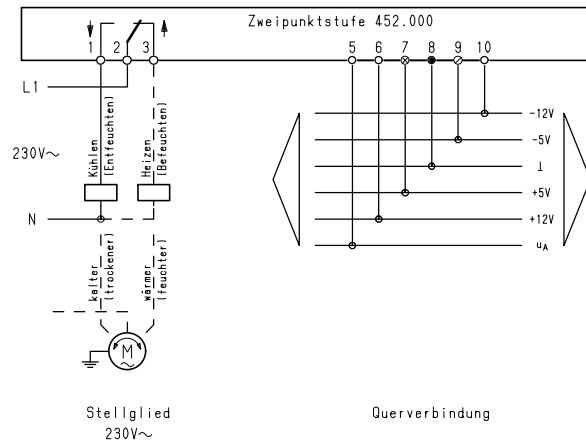 Zweipunktstufe 452.000
1 2 3 5 6 7 8 9 10
L1
230V~
Kühlen
(Entfeuchten)
Heizen
(Befeuchten)
N
kalter
(trockener)
wärmer
(feuchter)
M
~
-12V
-5V
⊥
+5V
+12V
uA
Stellglied
230V~
Querverbindung